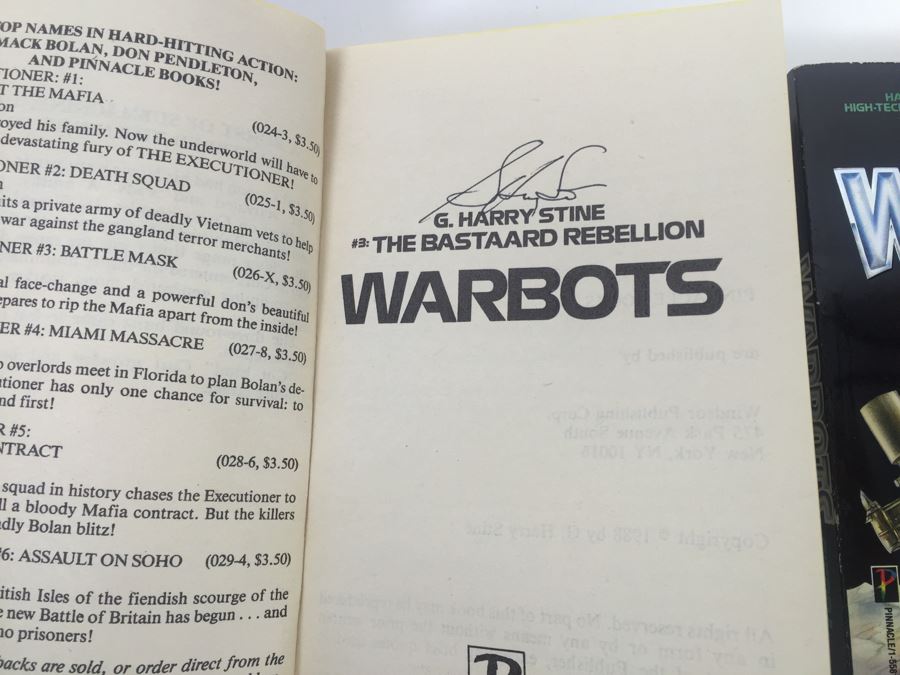 OP NAMES IN HARD-HITTING ACTION:
MACK BOLAN, DON PENDLETON,
AND PINNACLE BOOKS!
TIONER: #1:
T THE MAFIA
on (024-3, $3.50)
royed his family. Now the underworld will have to
devastating fury of THE EXECUTIONER!
ONER #2: DEATH SQUAD
n (025-1, $3.50)
its a private army of deadly Vietnam vets to help
war against the gangland terror merchants!
NER #3: BATTLE MASK
(026-X, $3.50)
al face-change and a powerful don's beautiful
epares to rip the Mafia apart from the inside!
ER #4: MIAMI MASSACRE
(027-8, $3.50)
overlords meet in Florida to plan Bolan's de-
utioner has only one chance for survival: to
nd first!
R #5:
NTRACT
(028-6, $3.50)
squad in history chases the Executioner to
ll a bloody Mafia contract. But the killers
dly Bolan blitz!
#6: ASSAULT ON SOHO (029-4, $3.50)
itish Isles of the fiendish scourge of the
e new Battle of Britain has begun . . . and
no prisoners!
backs are sold, or order direct from the
G. HARRY STINE
#3: THE BASTAARD REBELLION
WARBOTS
P
HA
HIGH-TEC
W
WARBOTS
P
PINNACLE/1-558